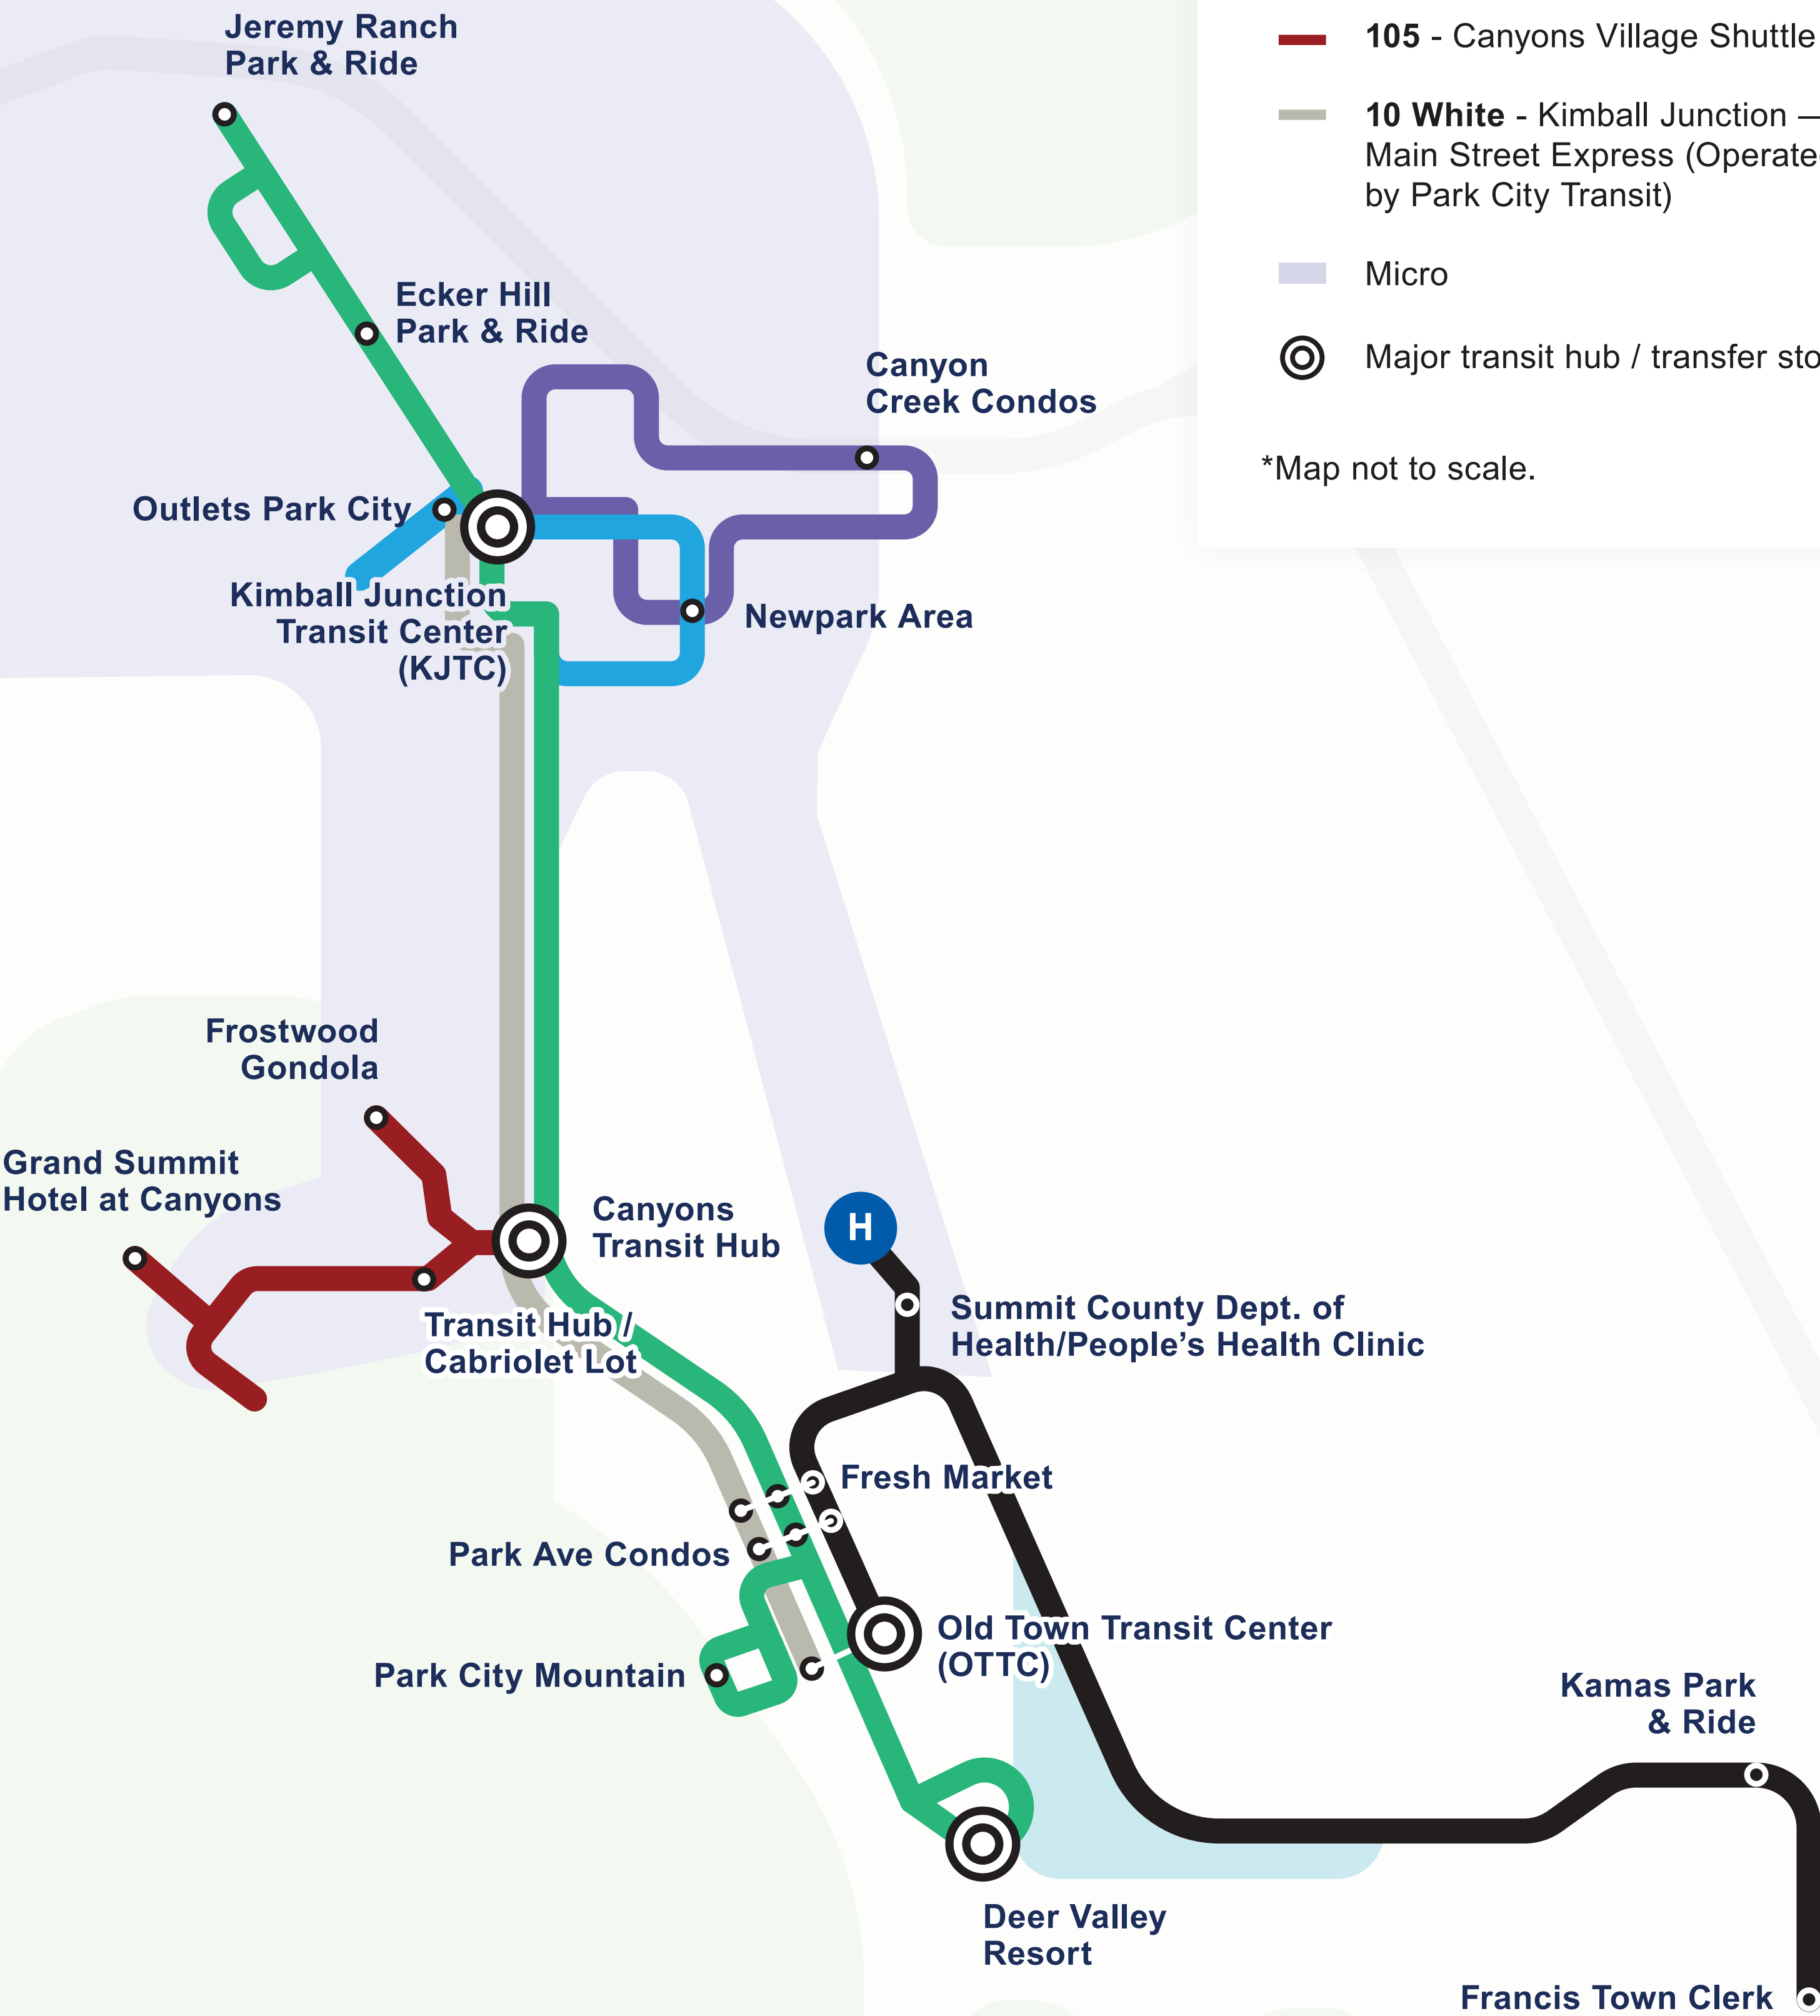 Jeremy Ranch
Park & Ride
105 - Canyons Village Shuttle
10 White - Kimball Junction —
Main Street Express (Operate
by Park City Transit)
Micro
Major transit hub / transfer sto
*Map not to scale.
Ecker Hill
Park & Ride
Canyon
Creek Condos
Outlets Park City
Kimball Junction
Transit Center
(KJTC)
Newpark Area
Frostwood
Gondola
Grand Summit
Hotel at Canyons
Canyons
Transit Hub
H
Transit Hub /
Cabriolet Lot
Summit County Dept. of
Health/People’s Health Clinic
Fresh Market
Park Ave Condos
Old Town Transit Center
(OTTC)
Park City Mountain
Kamas Park
& Ride
Deer Valley
Resort
Francis Town Clerk